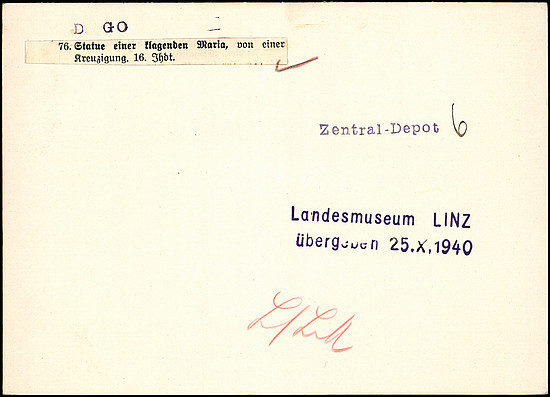 D GO
76. Statue einer klagenden Maria, von einer
Kreuzigung. 16. Jhdt.
Zentral-Depot 6
Landesmuseum LINZ
übergeben 25.X.1940
L/LM